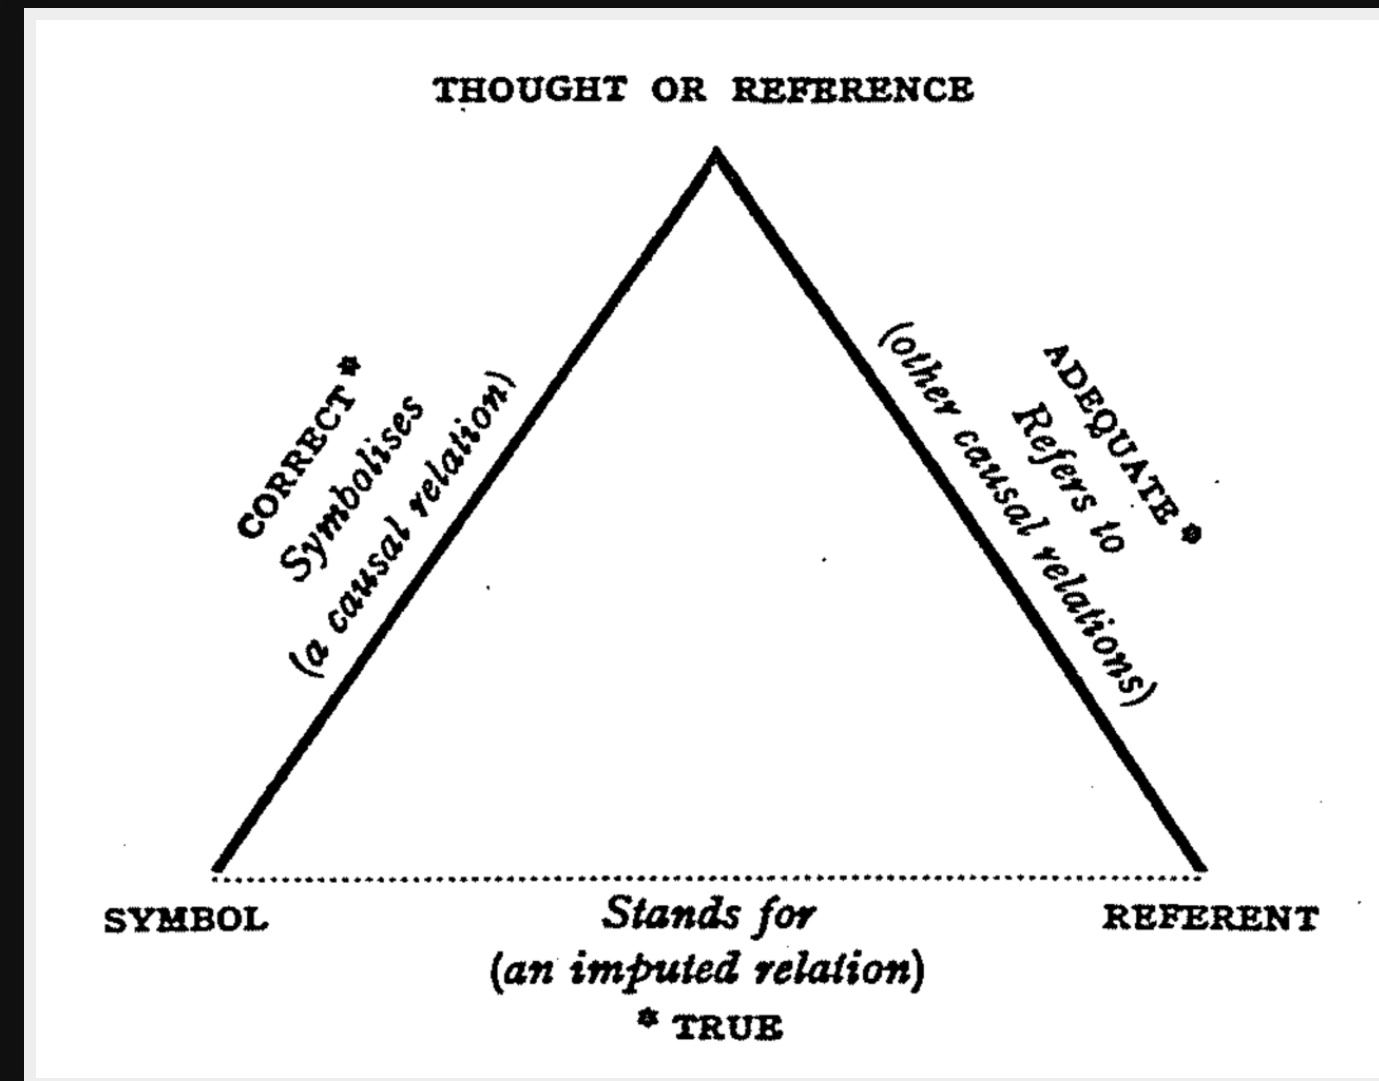 THOUGHT OR REFERENCE
CORRECT *
Symbolises
(a causal relation)
ADEQUATE *
Refers to
(other causal relations)
SYMBOL
Stands for
(an imputed relation)
* TRUE
REFERENT